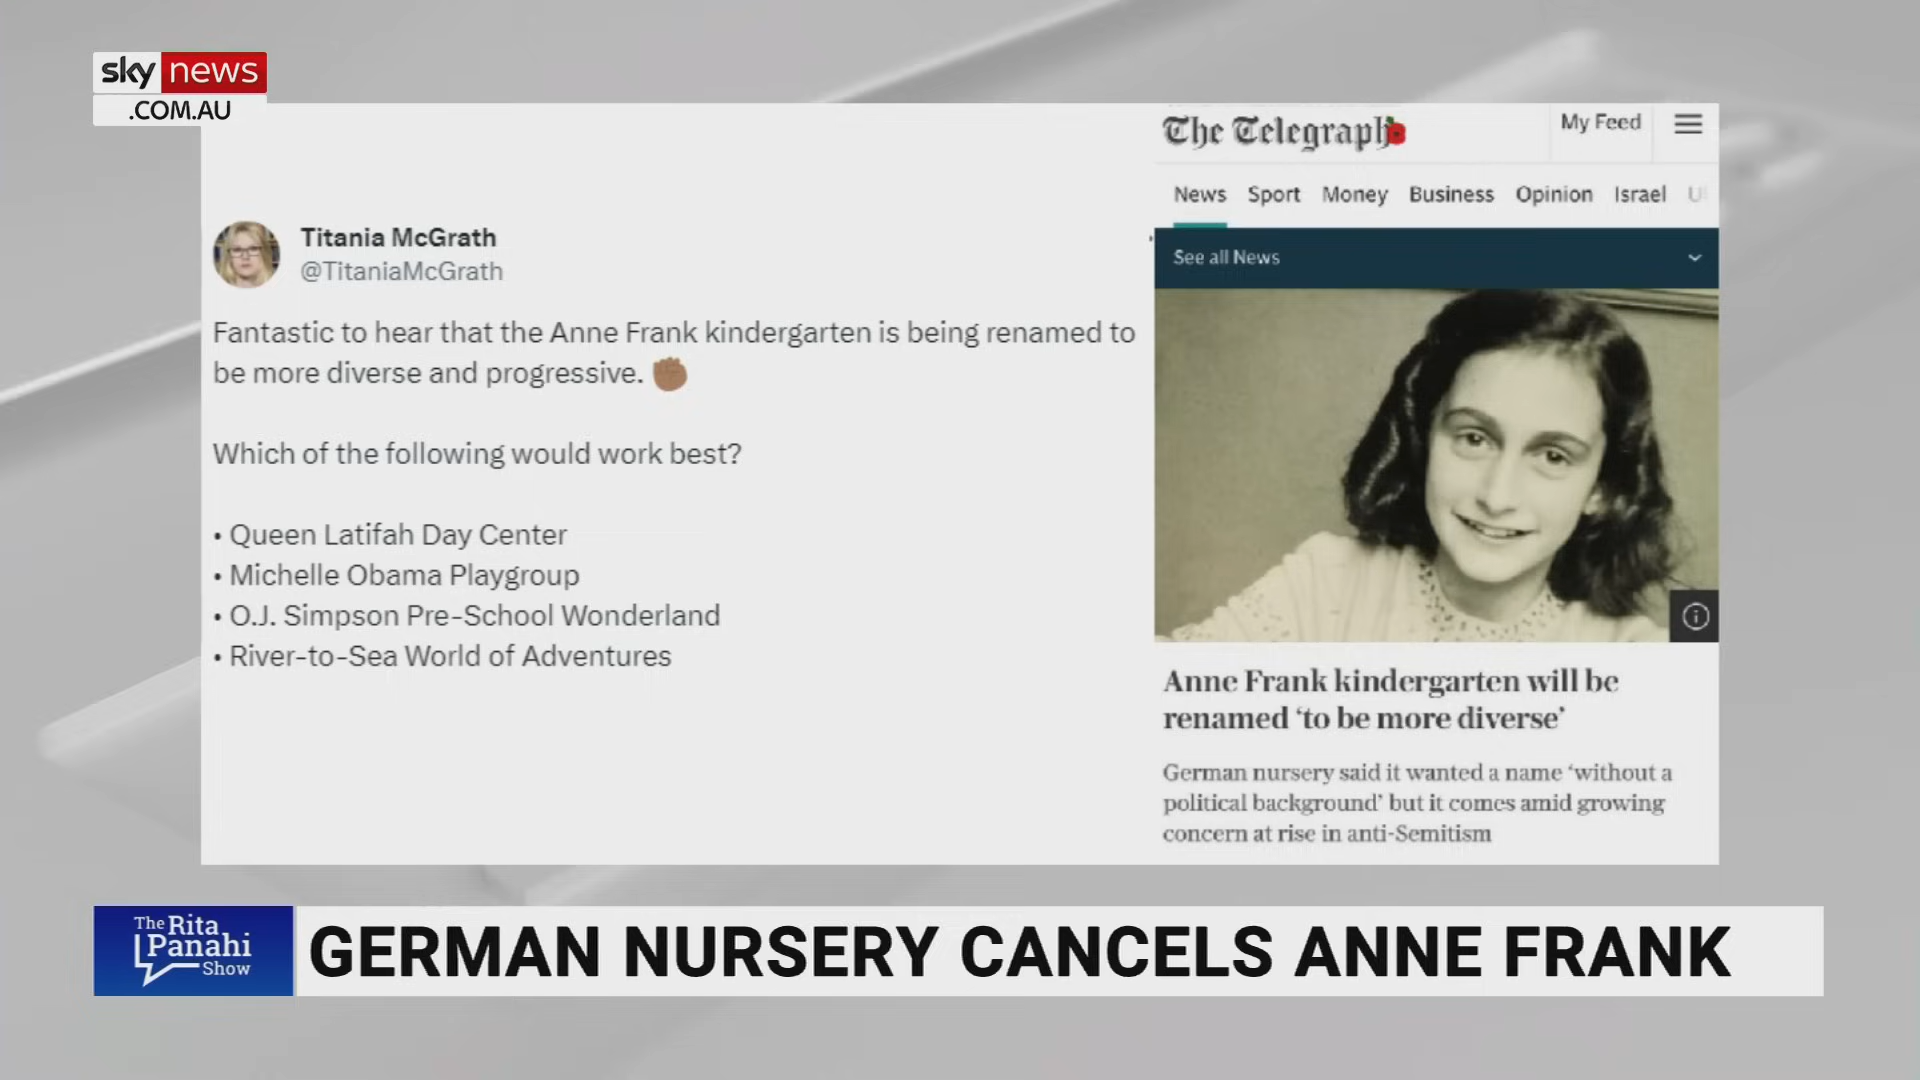 sky news
.COM.AU
Titania McGrath
@TitaniaMcGrath
Fantastic to hear that the Anne Frank kindergarten is being renamed to
be more diverse and progressive. ✊🏾
Which of the following would work best?
• Queen Latifah Day Center
• Michelle Obama Playgroup
• O.J. Simpson Pre-School Wonderland
• River-to-Sea World of Adventures
The Telegraph
My Feed
News Sport Money Business Opinion Israel
See all News
Anne Frank kindergarten will be
renamed ‘to be more diverse’
German nursery said it wanted a name ‘without a
political background’ but it comes amid growing
concern at rise in anti-Semitism
The Rita
Panahi
Show
GERMAN NURSERY CANCELS ANNE FRANK